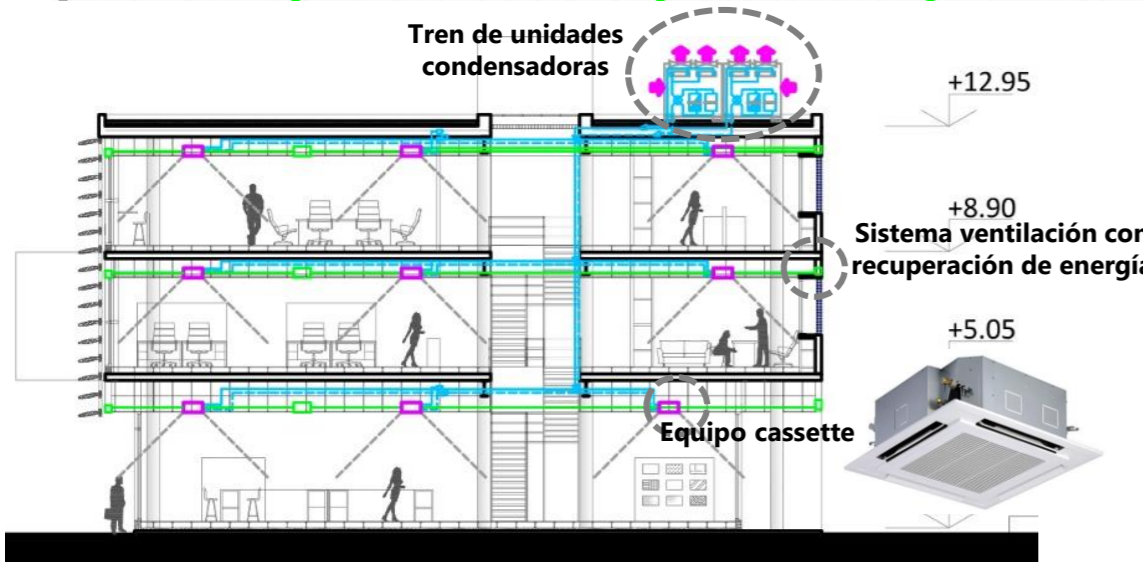 Tren de unidades
condensadoras
+12.95
+8.90
Sistema ventilación con
recuperación de energía
+5.05
Equipo cassette